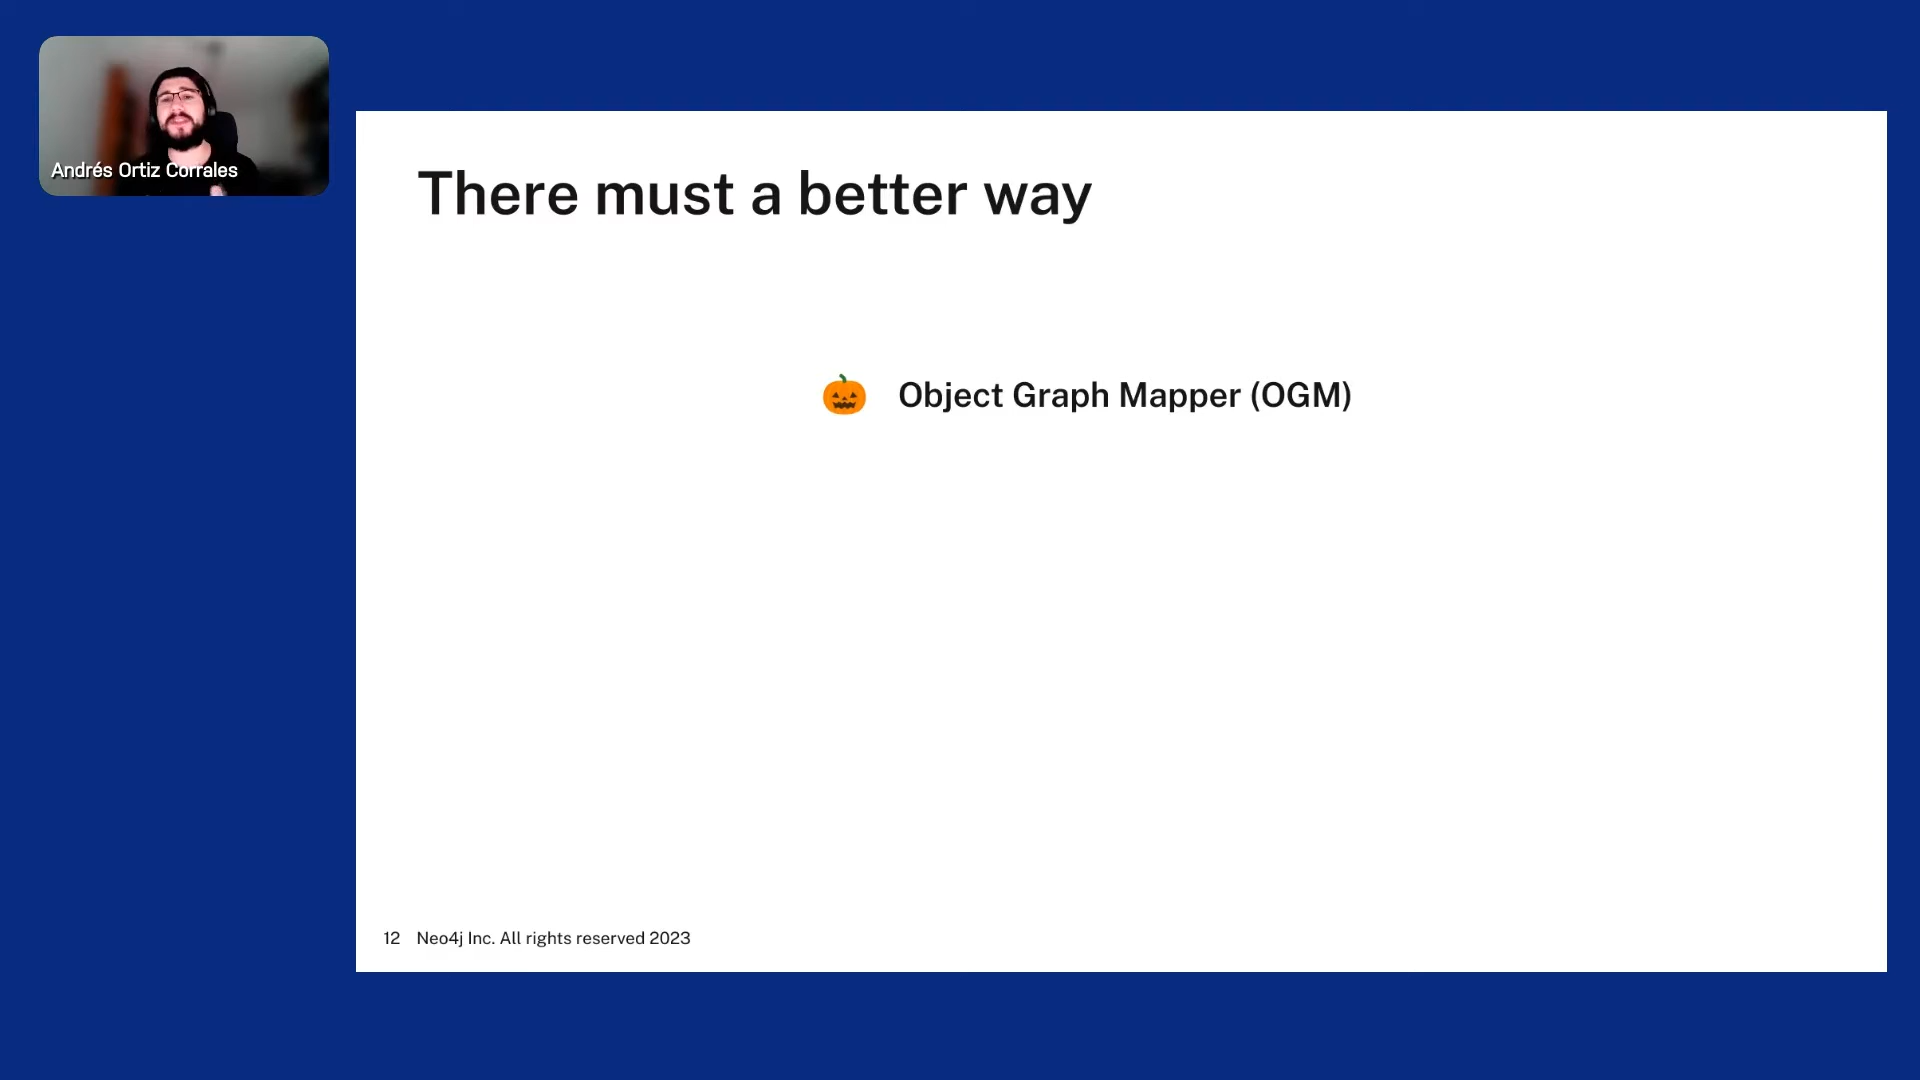 Andrés Ortiz Corrales
There must a better way
🎃 Object Graph Mapper (OGM)
12 Neo4j Inc. All rights reserved 2023